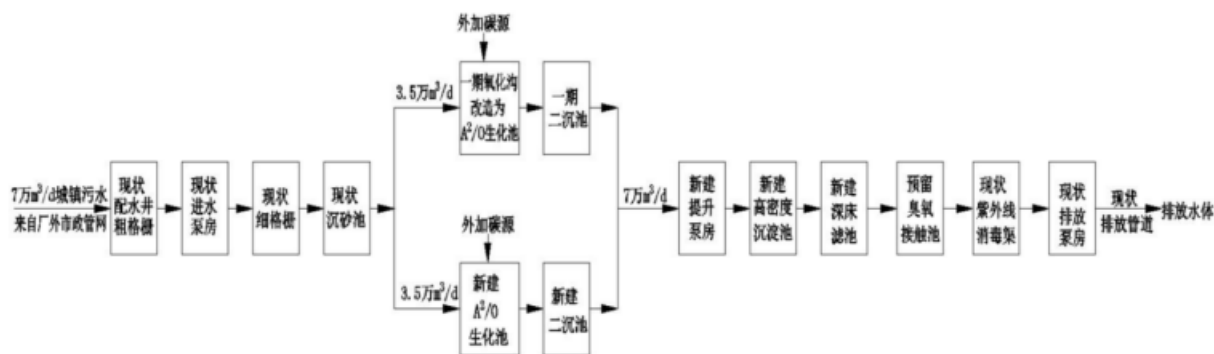 外加碳源
3.5万m³/d
一期氧化沟
改造为
A²/O生化池
一期
二沉池
7万m³/d城镇污水
来自厂外市政管网
现状
配水井
粗格栅
现状
进水
泵房
现状
细格栅
现状
沉砂池
外加碳源
3.5万m³/d
新建
A²/O
生化池
新建
二沉池
7万m³/d
新建
提升
泵房
新建
高密度
沉淀池
新建
深床
滤池
预留
臭氧
接触池
现状
紫外线
消毒渠
现状
排放
泵房
现状
排放管道
排放水体